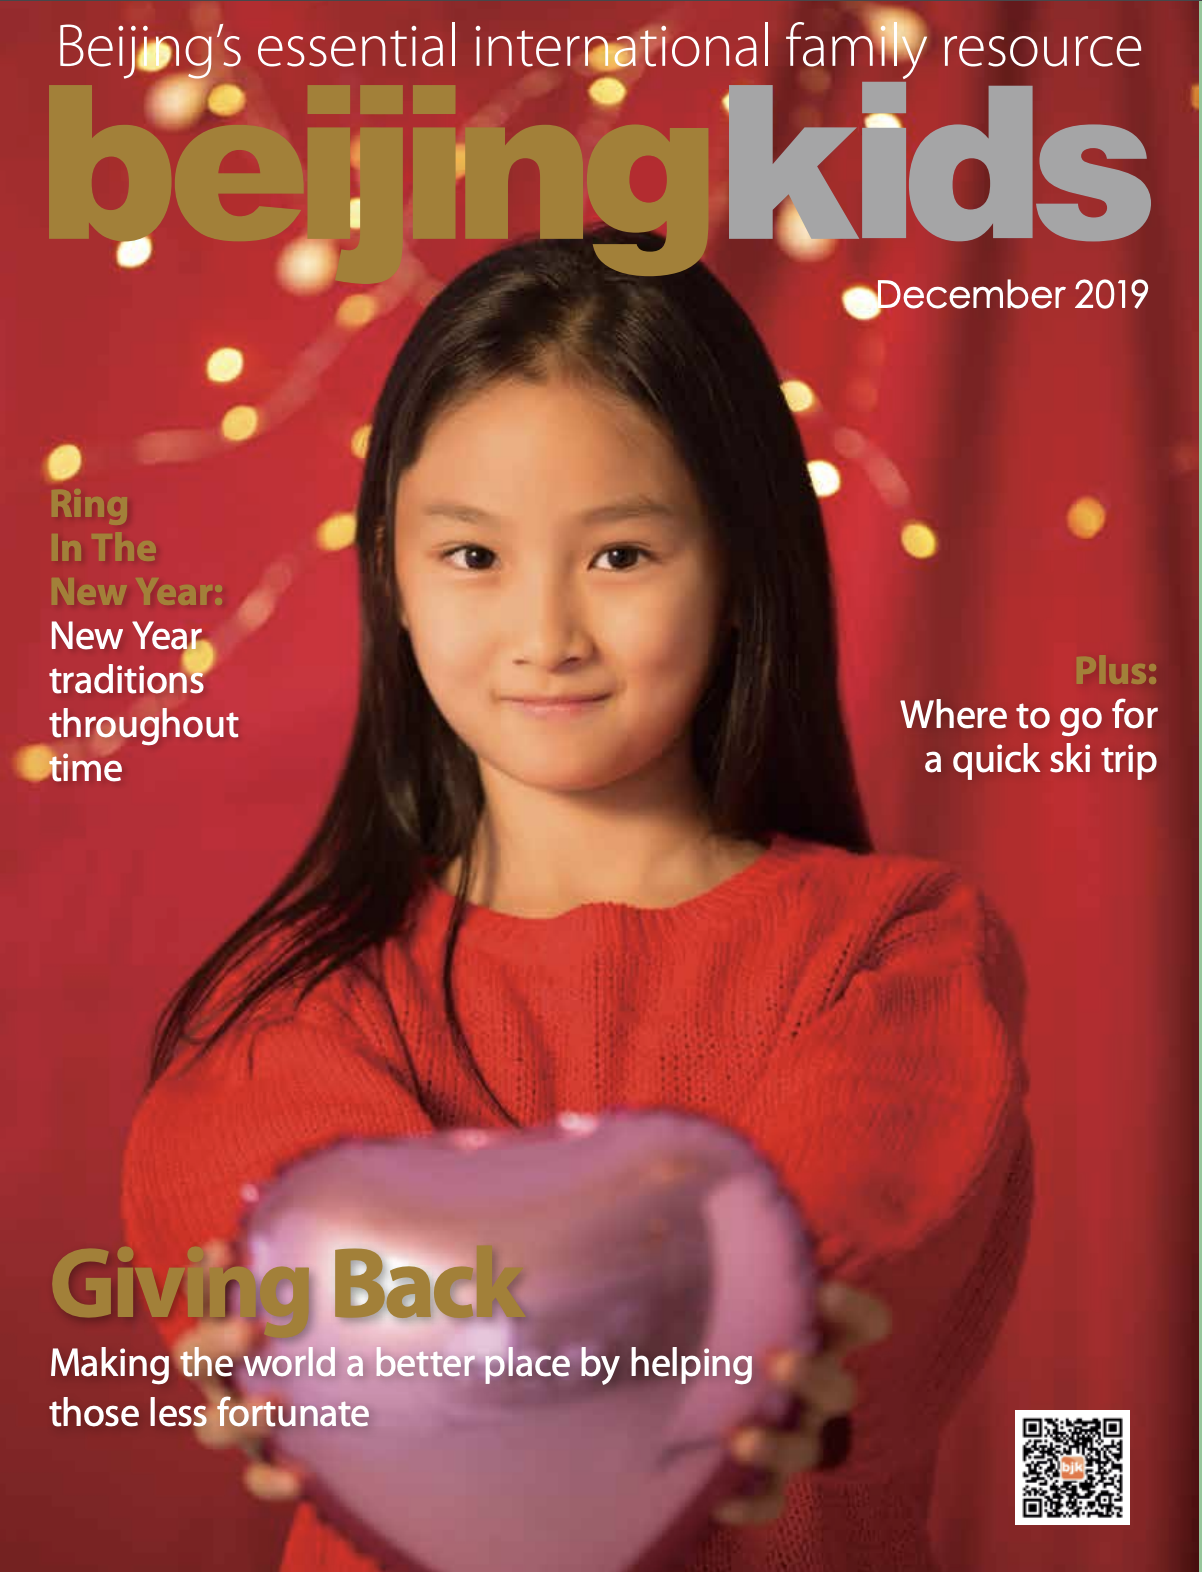 Beijing's essential international family resource
beijingkids
December 2019
Ring
In The
New Year:
New Year
traditions
throughout
time
Plus:
Where to go for
a quick ski trip
Giving Back
Making the world a better place by helping
those less fortunate
bjk